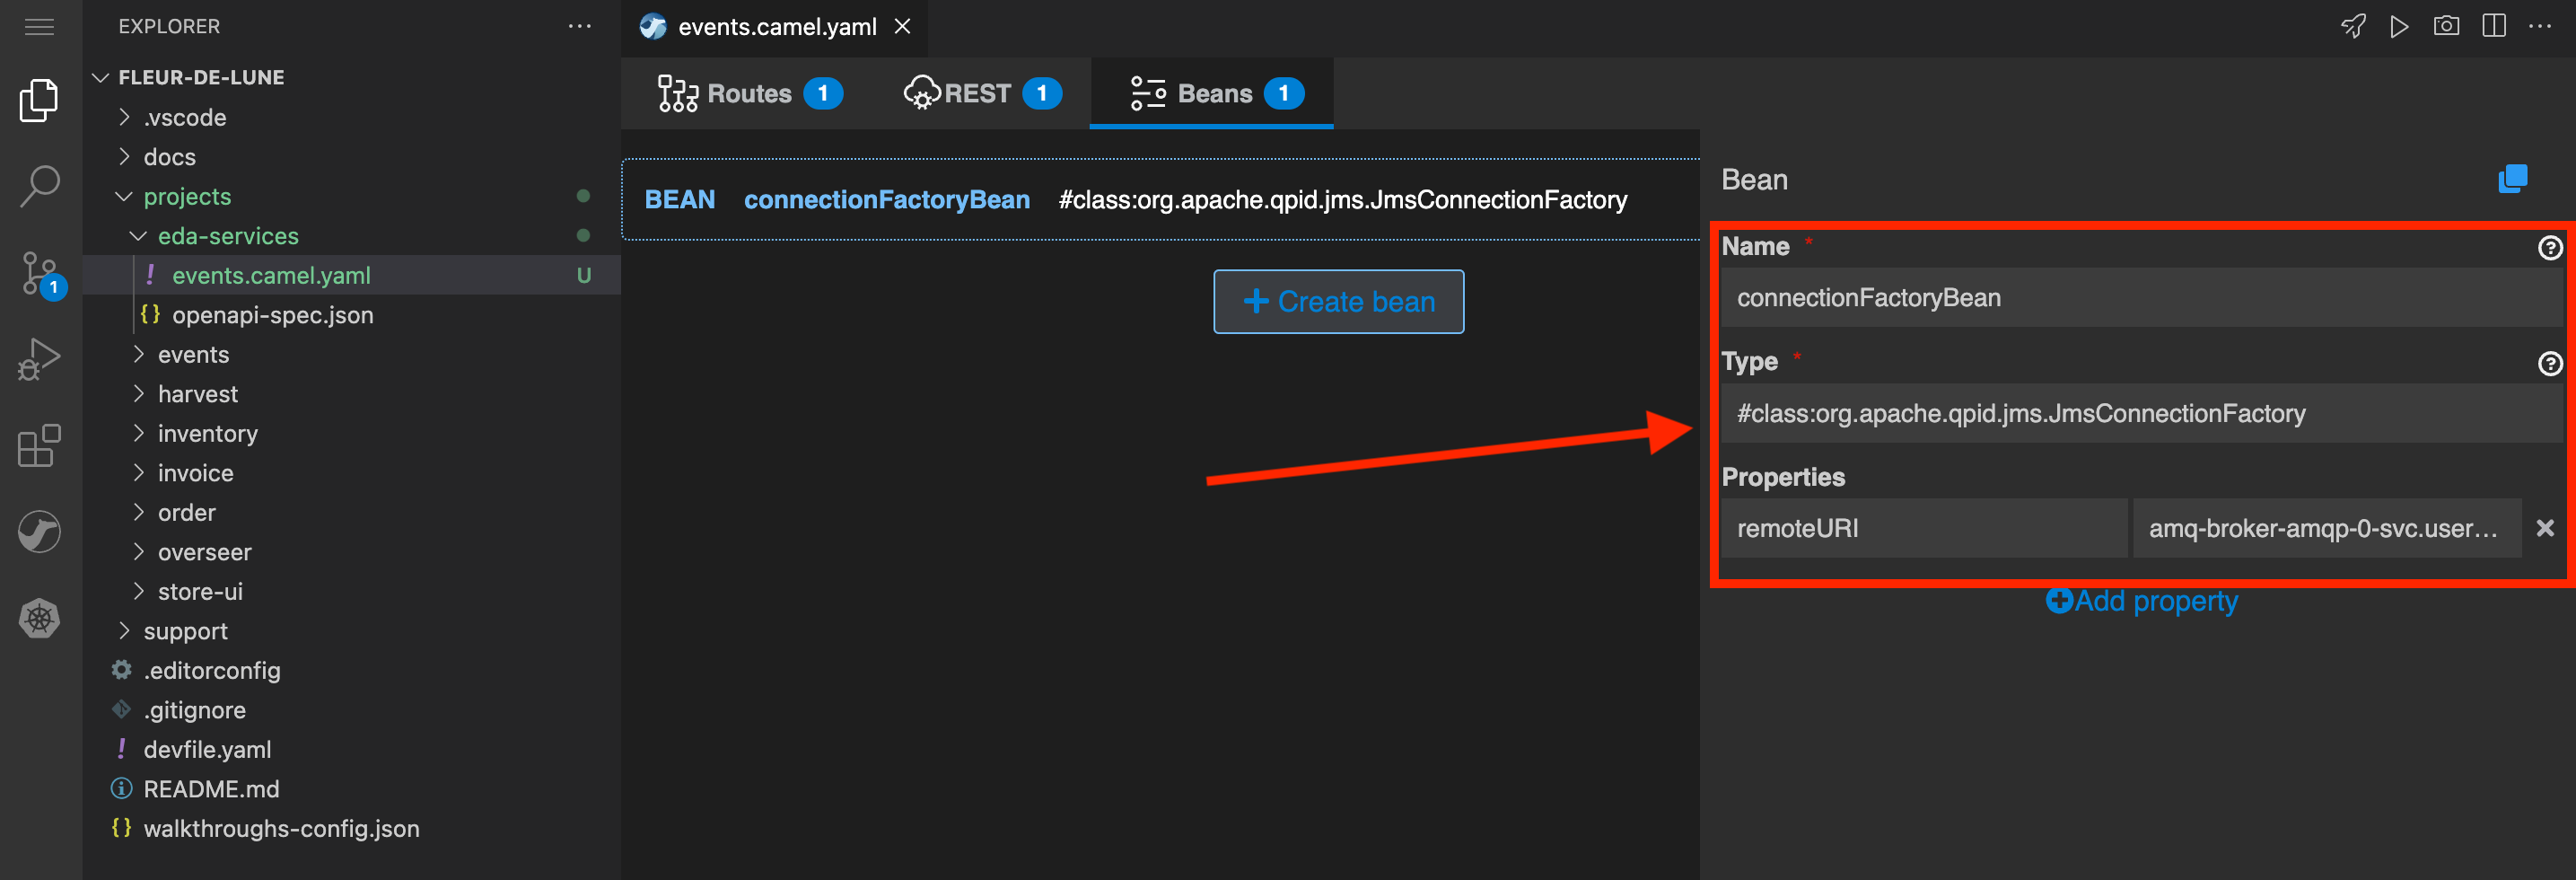 EXPLORER
FLEUR-DE-LUNE
.vscode
docs
projects
eda-services
events.camel.yaml U
openapi-spec.json
events
harvest
inventory
invoice
order
overseer
store-ui
support
.editorconfig
.gitignore
devfile.yaml
README.md
walkthroughs-config.json
1
events.camel.yaml
Routes 1 REST 1 Beans 1
BEAN connectionFactoryBean #class:org.apache.qpid.jms.JmsConnectionFactory
Create bean
Bean
Name *
connectionFactoryBean
Type *
#class:org.apache.qpid.jms.JmsConnectionFactory
Properties
remoteURI amq-broker-amqp-0-svc.user...
Add property